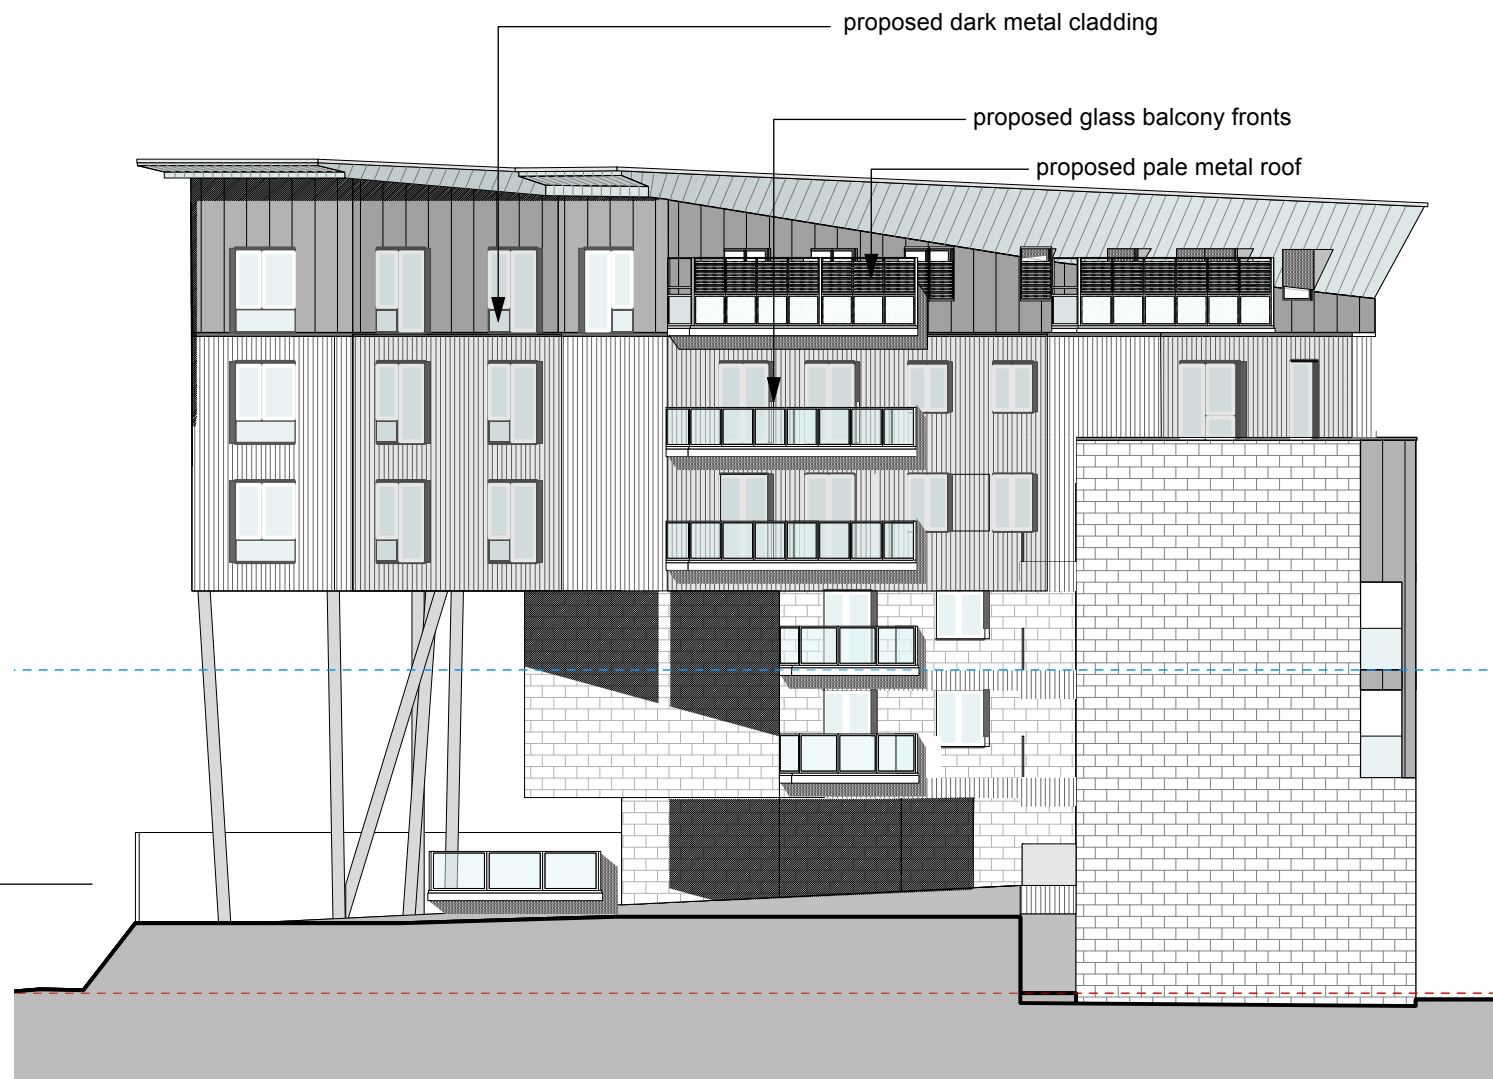 proposed dark metal cladding
proposed glass balcony fronts
proposed pale metal roof